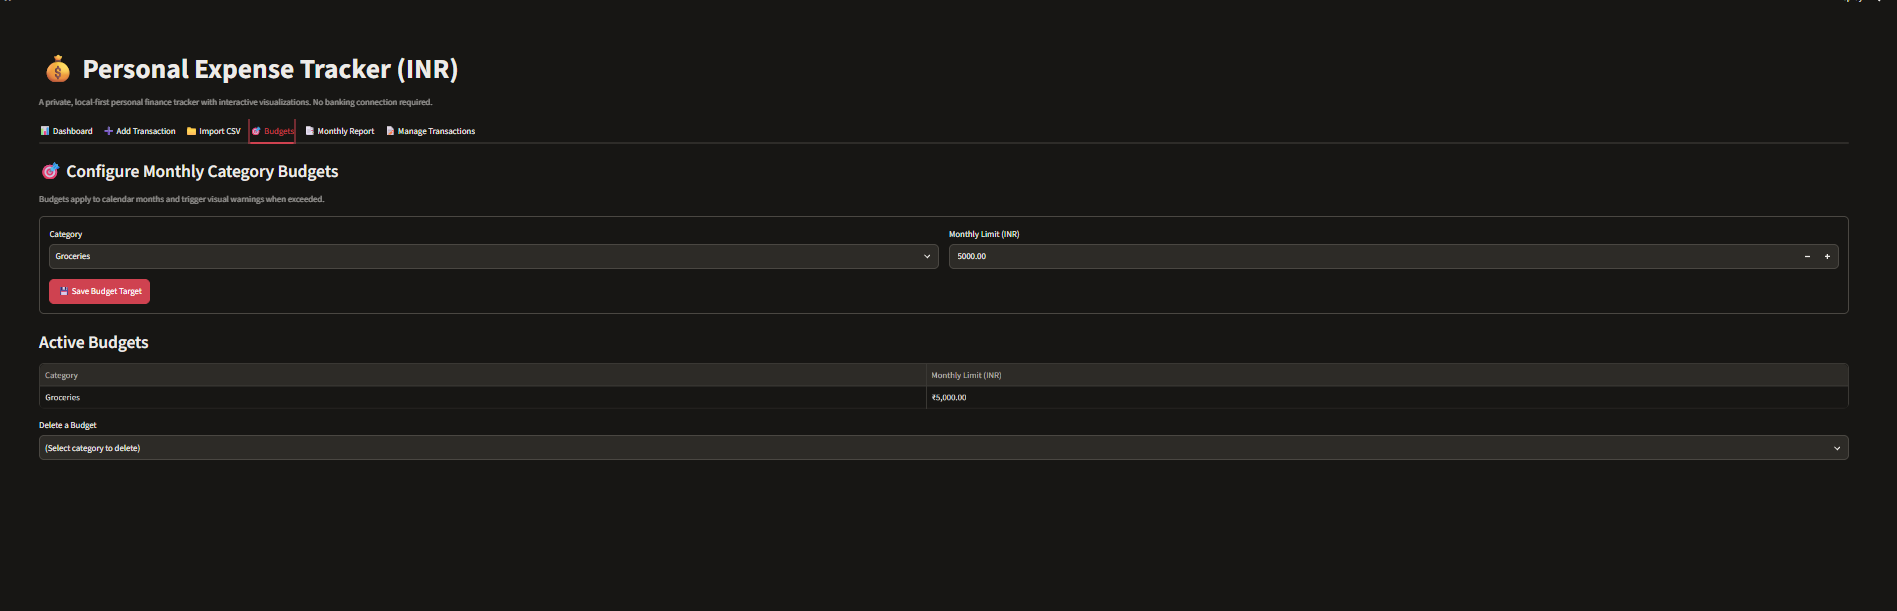 Personal Expense Tracker (INR)
A private, local-first personal finance tracker with interactive visualizations. No banking connection required.
Dashboard Add Transaction Import CSV Budgets Monthly Report Manage Transactions
Configure Monthly Category Budgets
Budgets apply to calendar months and trigger visual warnings when exceeded.
Category Monthly Limit (INR)
Groceries 5000.00
Save Budget Target
Active Budgets
Category Monthly Limit (INR)
Groceries ₹5,000.00
Delete a Budget
(Select category to delete)